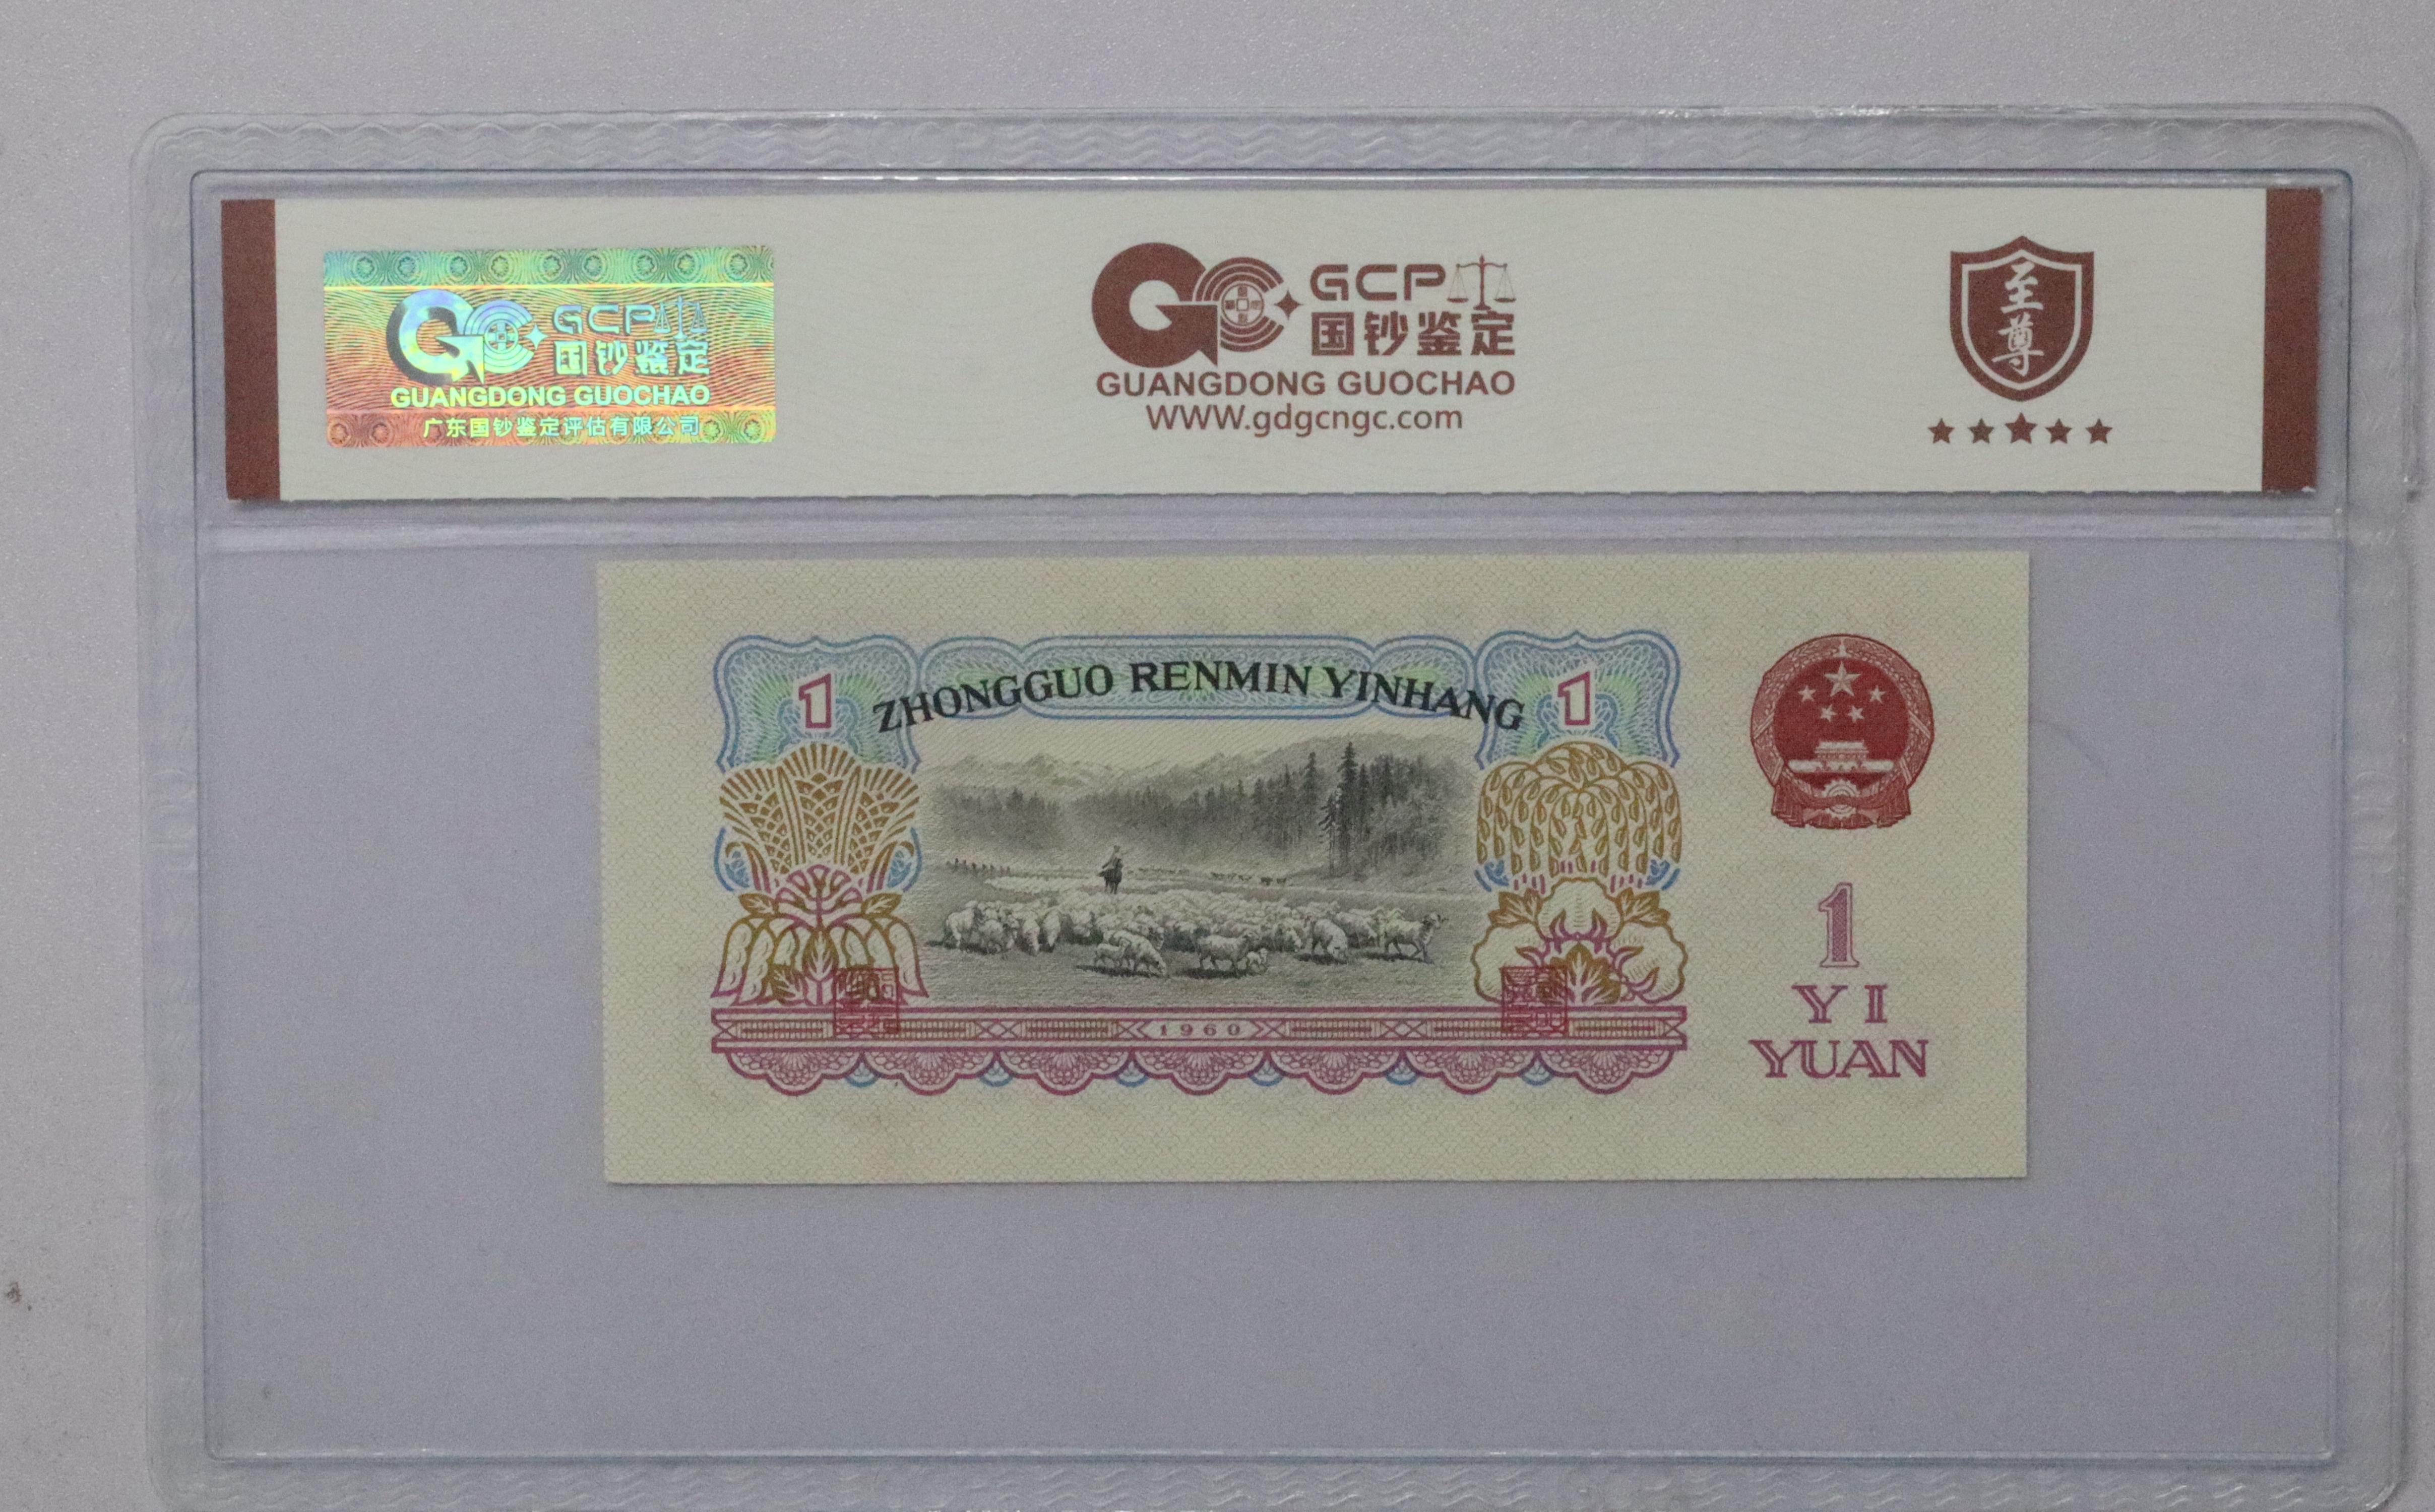 GCP
国钞鉴定
GUANGDONG GUOCHAO
广东国钞鉴定评估有限公司
GCP
国钞鉴定
GUANGDONG GUOCHAO
WWW.gdgcngc.com
至
尊
1
ZHONGGUO RENMIN YINHANG
1
1960
1
YI
YUAN